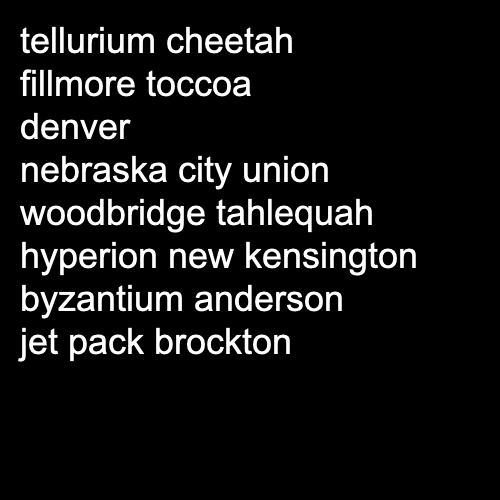 tellurium cheetah
fillmore toccoa
denver
nebraska city union
woodbridge tahlequah
hyperion new kensington
byzantium anderson
jet pack brockton